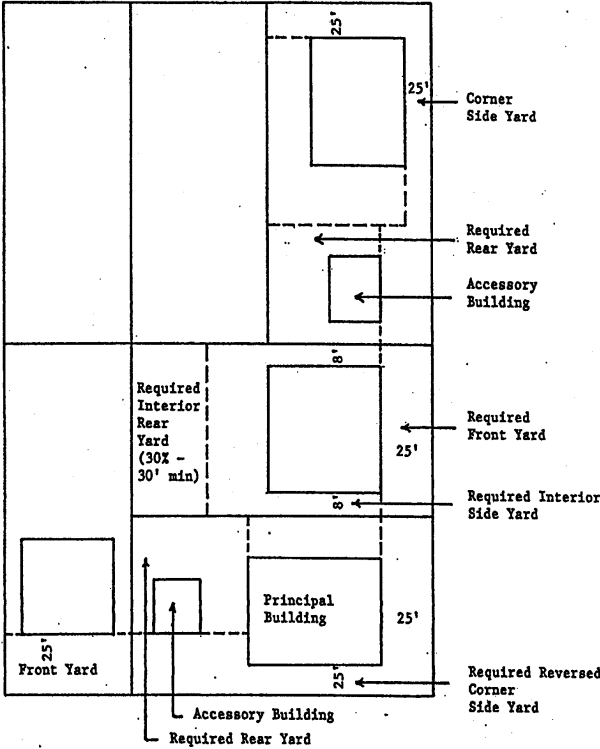 25'
25'
Corner
Side Yard
Required
Rear Yard
Accessory
Building
8'
Required
Interior
Rear
Yard
(30% -
30' min)
Required
Front Yard
25'
8'
Required Interior
Side Yard
Principal
Building
25'
25'
Front Yard
25'
Required Reversed
Corner
Side Yard
Accessory Building
Required Rear Yard